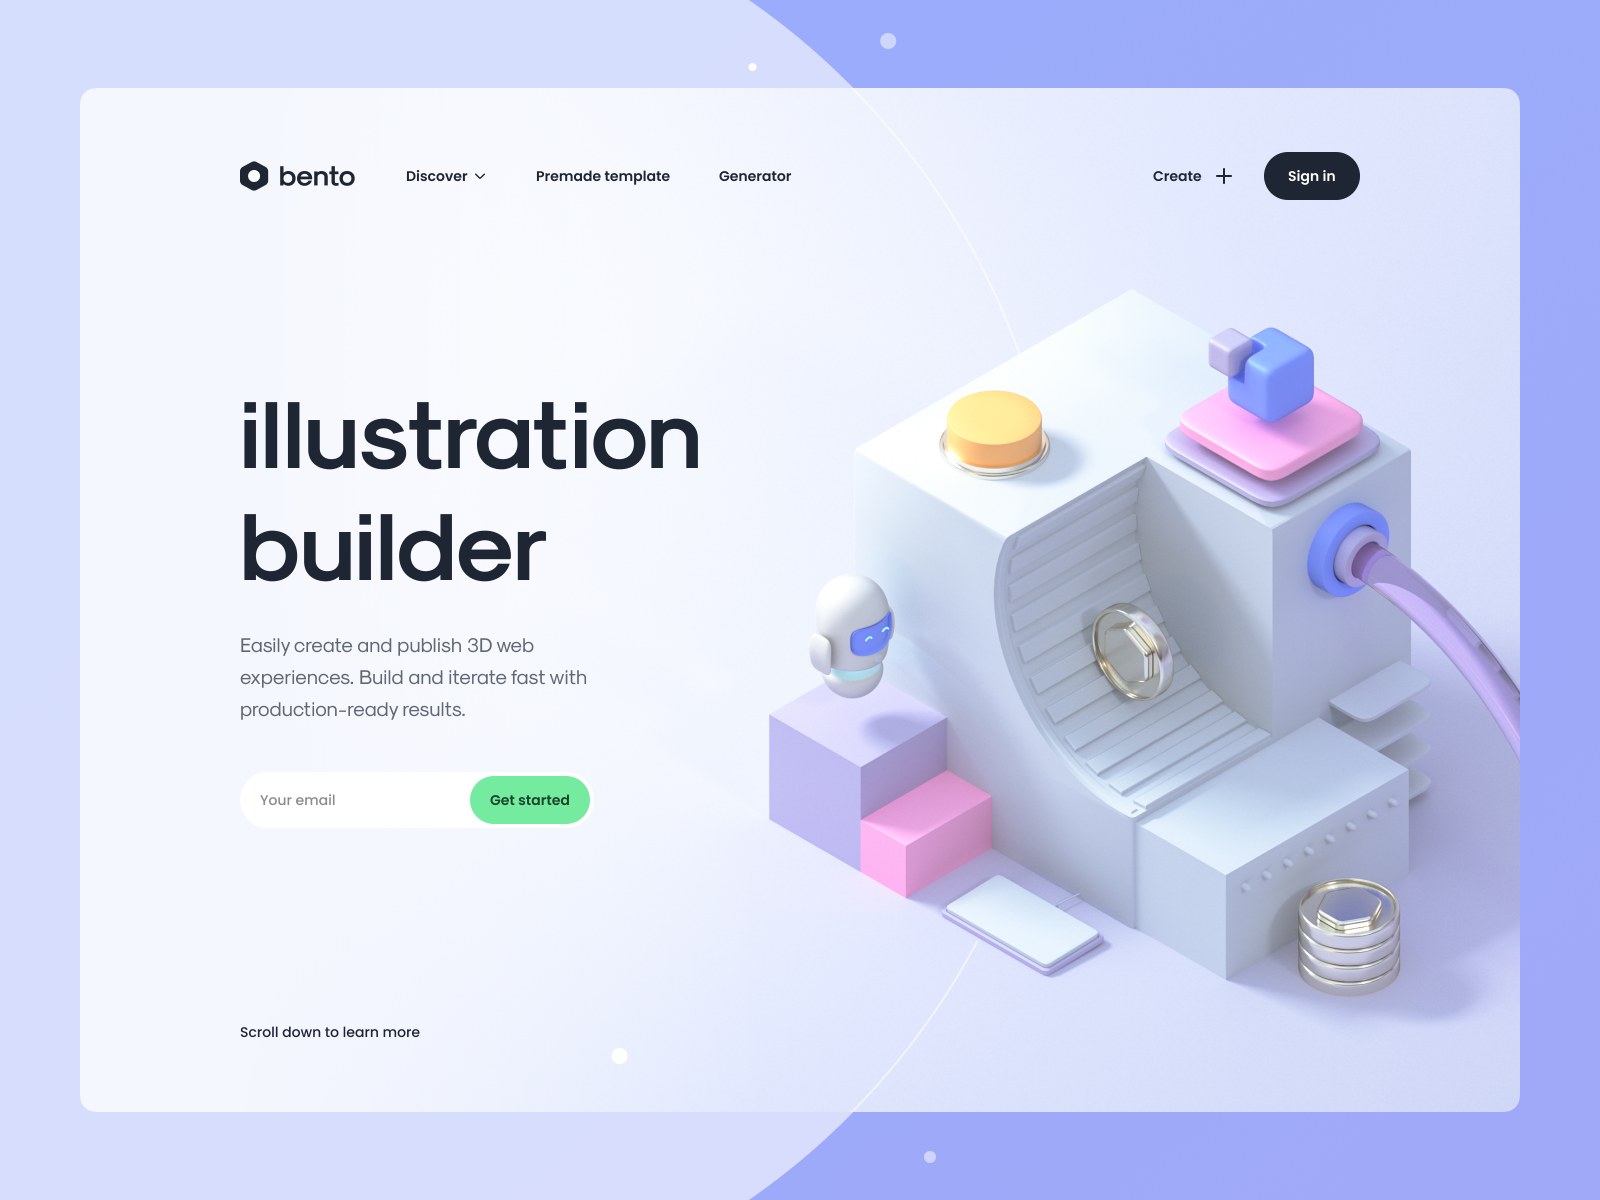 bento
Discover
Premade template
Generator
Create
Sign in
illustration
builder
Easily create and publish 3D web
experiences. Build and iterate fast with
production-ready results.
Your email
Get started
Scroll down to learn more